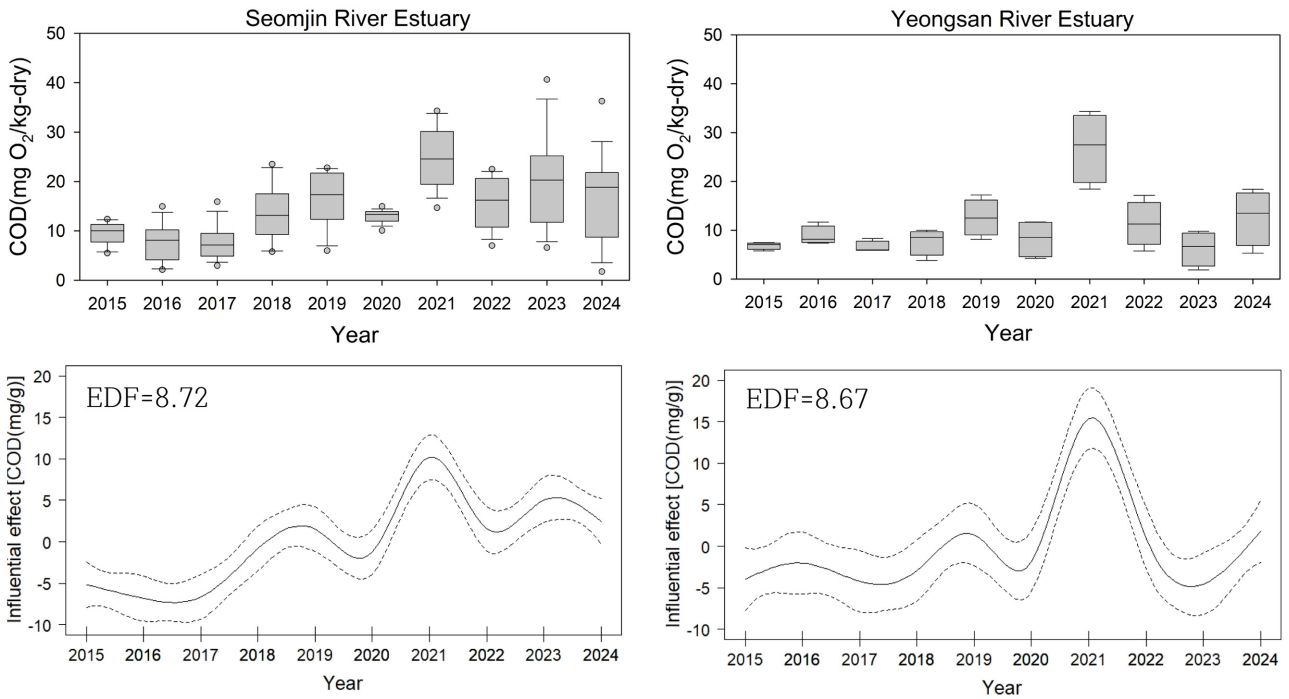 Seomjin River Estuary
COD(mg O2/kg-dry)
50
40
30
20
10
0
2015 2016 2017 2018 2019 2020 2021 2022 2023 2024
Year
Yeongsan River Estuary
COD(mg O2/kg-dry)
50
40
30
20
10
0
2015 2016 2017 2018 2019 2020 2021 2022 2023 2024
Year
EDF=8.72
Influential effect [COD(mg/g)]
20
15
10
5
0
-5
-10
2015 2016 2017 2018 2019 2020 2021 2022 2023 2024
Year
EDF=8.67
Influential effect [COD(mg/g)]
20
15
10
5
0
-5
-10
2015 2016 2017 2018 2019 2020 2021 2022 2023 2024
Year